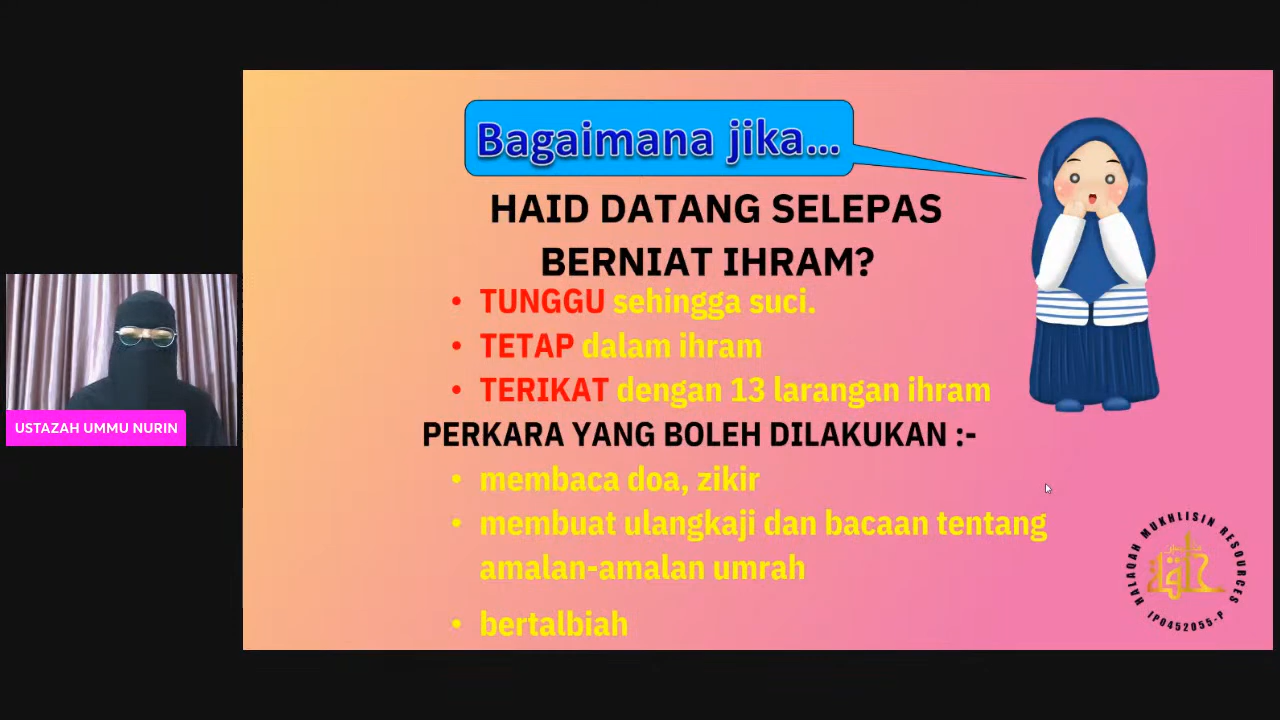 Bagaimana jika...
HAID DATANG SELEPAS
BERNIAT IHRAM?
• TUNGGU sehingga suci.
• TETAP dalam ihram
• TERIKAT dengan 13 larangan ihram
PERKARA YANG BOLEH DILAKUKAN :-
• membaca doa, zikir
• membuat ulangkaji dan bacaan tentang
amalan-amalan umrah
• bertalbiah
USTAZAH UMMU NURIN
HALAQAH MUKHLISIN RESOURCES
IP0452055-P